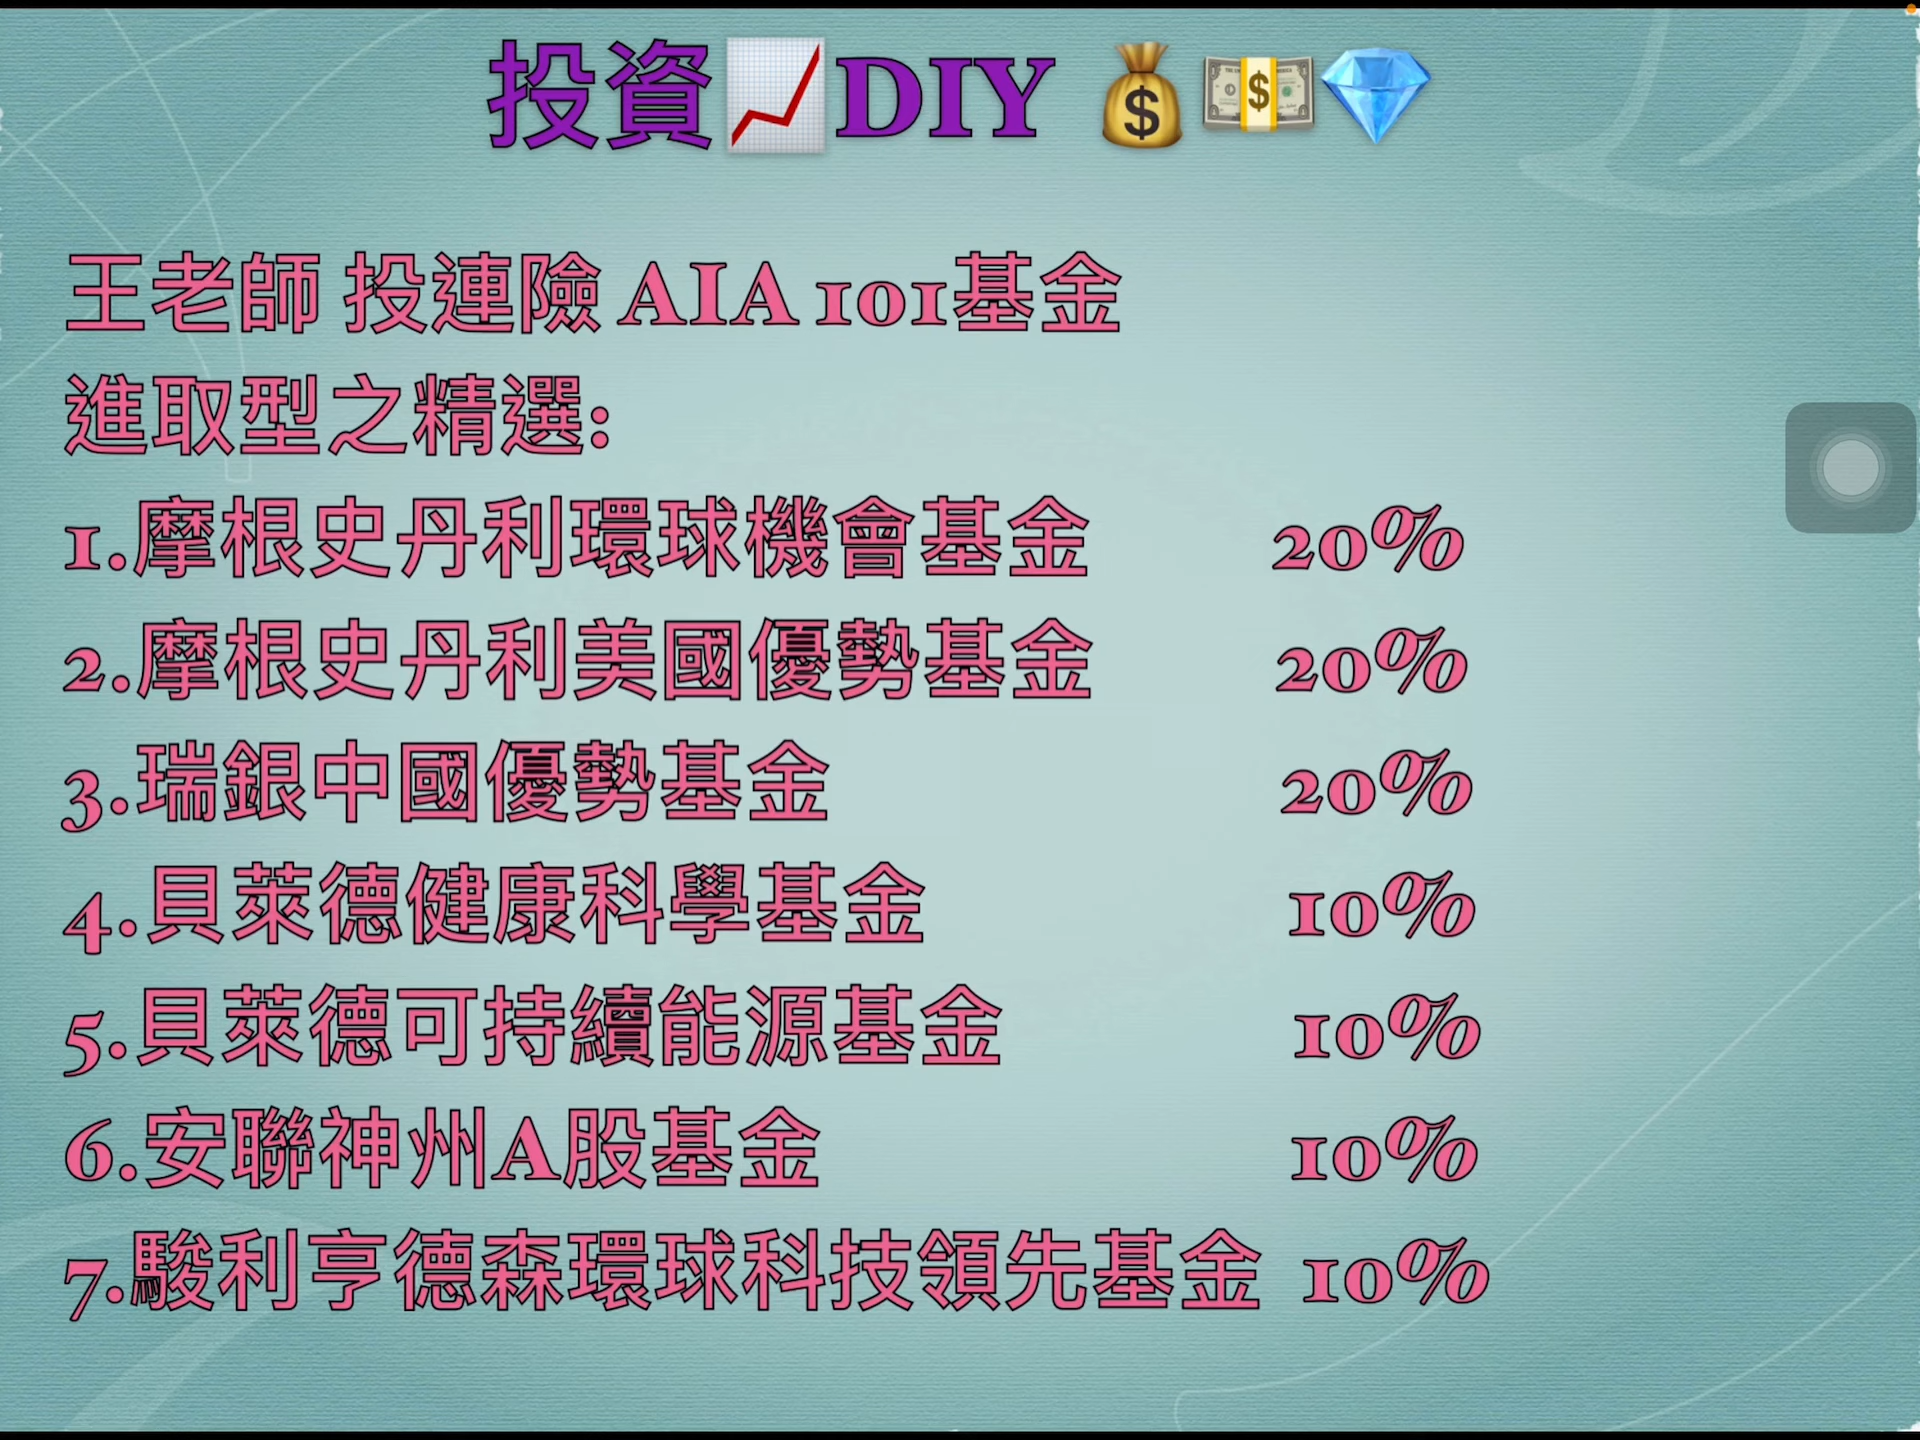 投資📈DIY 💰💵💎
王老師 投連險 AIA 101基金
進取型之精選:
1.摩根史丹利環球機會基金 20%
2.摩根史丹利美國優勢基金 20%
3.瑞銀中國優勢基金 20%
4.貝萊德健康科學基金 10%
5.貝萊德可持續能源基金 10%
6.安聯神州A股基金 10%
7.駿利亨德森環球科技領先基金 10%